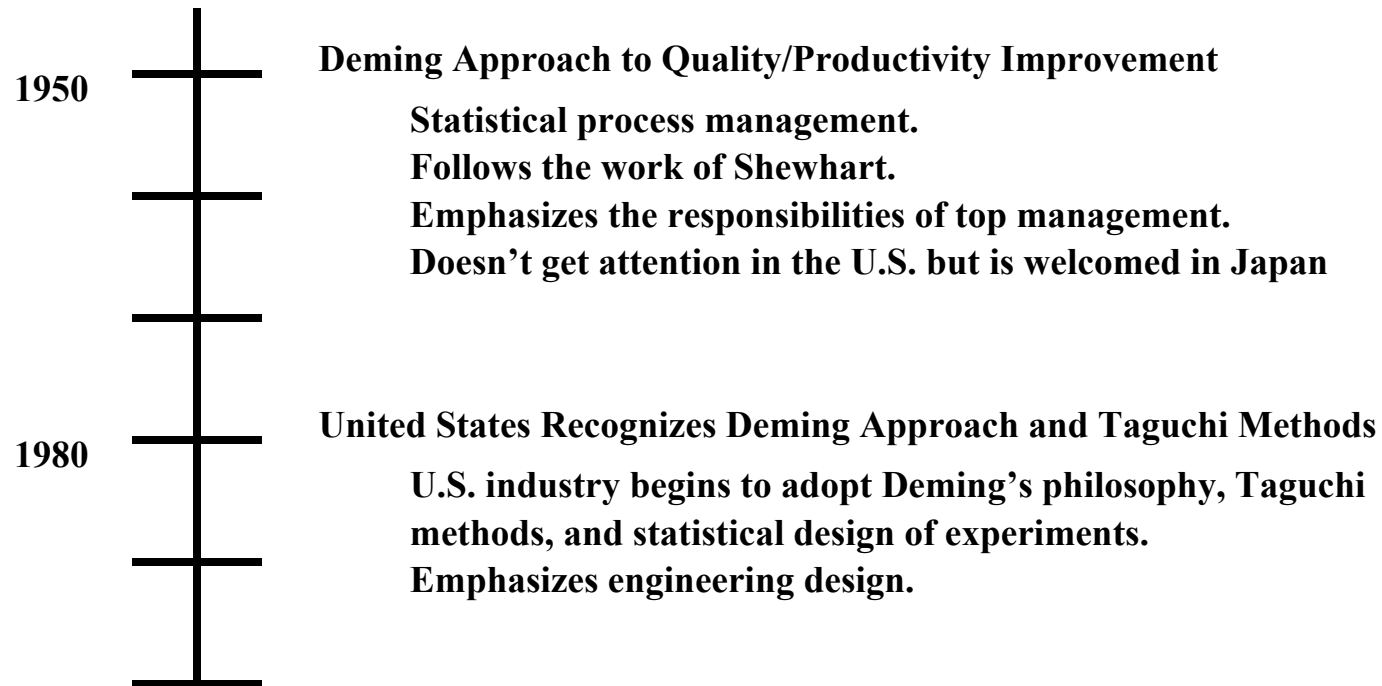 Deming Approach to Quality/Productivity Improvement
1950
Statistical process management.
Follows the work of Shewhart.
Emphasizes the responsibilities of top management.
Doesn’t get attention in the U.S. but is welcomed in Japan
United States Recognizes Deming Approach and Taguchi Methods
1980
U.S. industry begins to adopt Deming’s philosophy, Taguchi
methods, and statistical design of experiments.
Emphasizes engineering design.